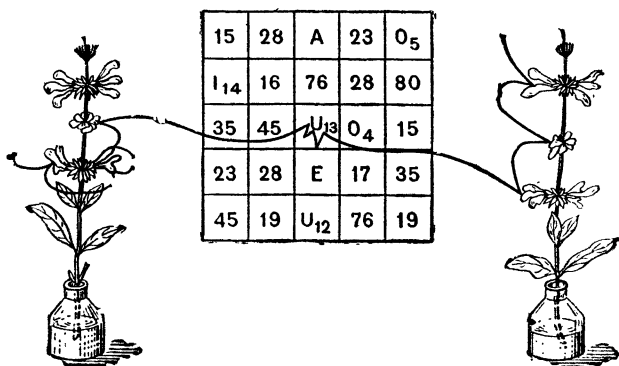 15 28 A 23 O₅
I₁₄ 16 76 28 80
35 45 U₁₃ O₄ 15
23 28 E 17 35
45 19 U₁₂ 76 19